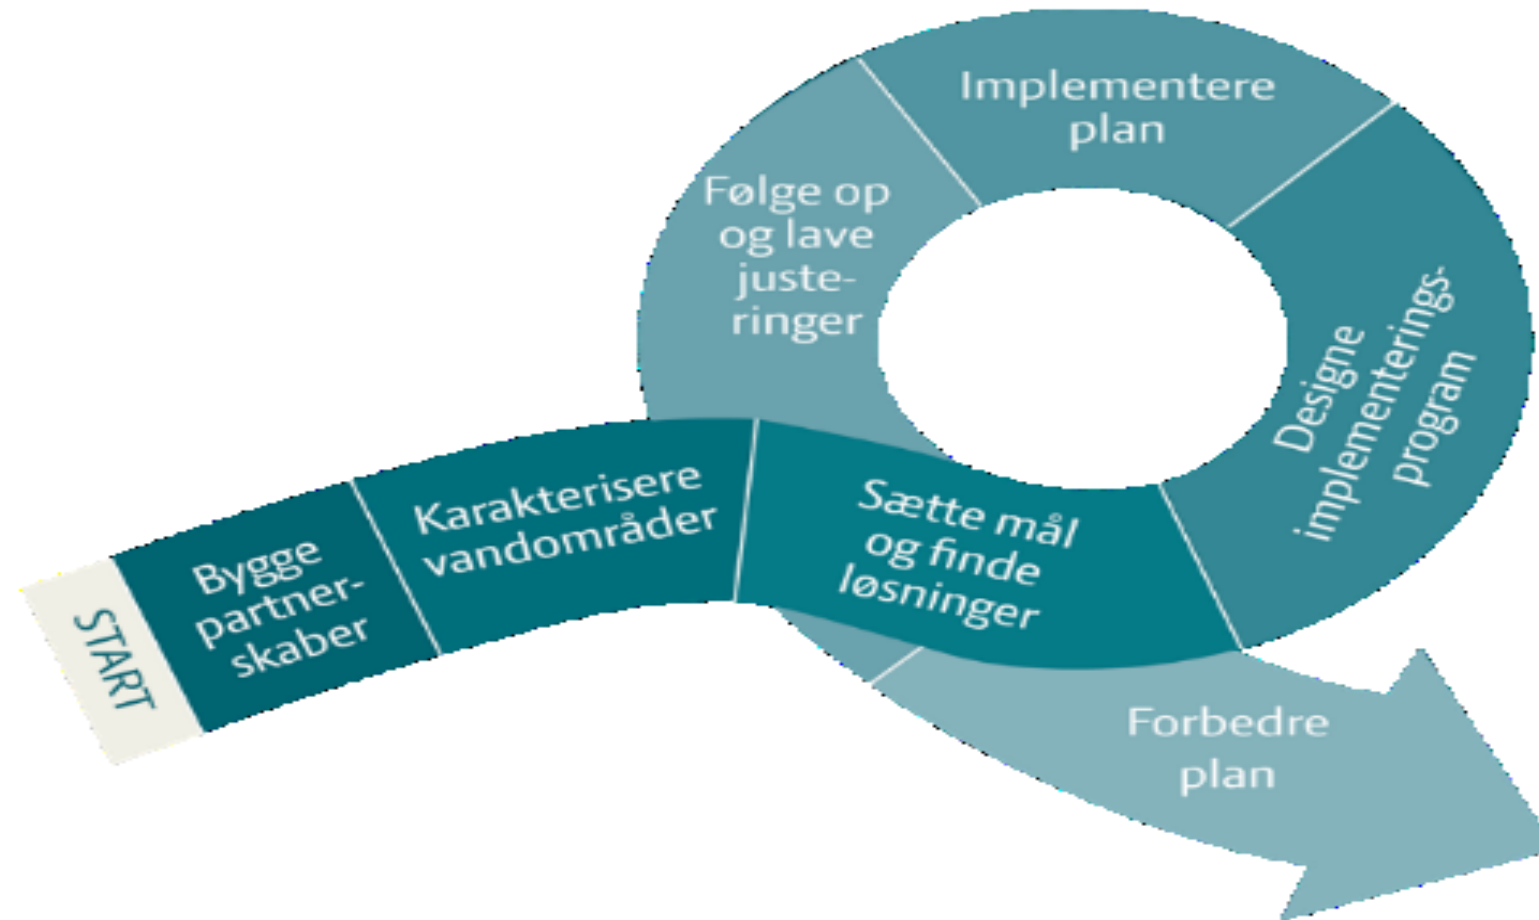 START
Bygge
partner-
skaber
Karakterisere
vandområder
Sætte mål
og finde
løsninger
Designe
implementerings-
program
Implementere
plan
Følge op
og lave
juste-
ringer
Forbedre
plan